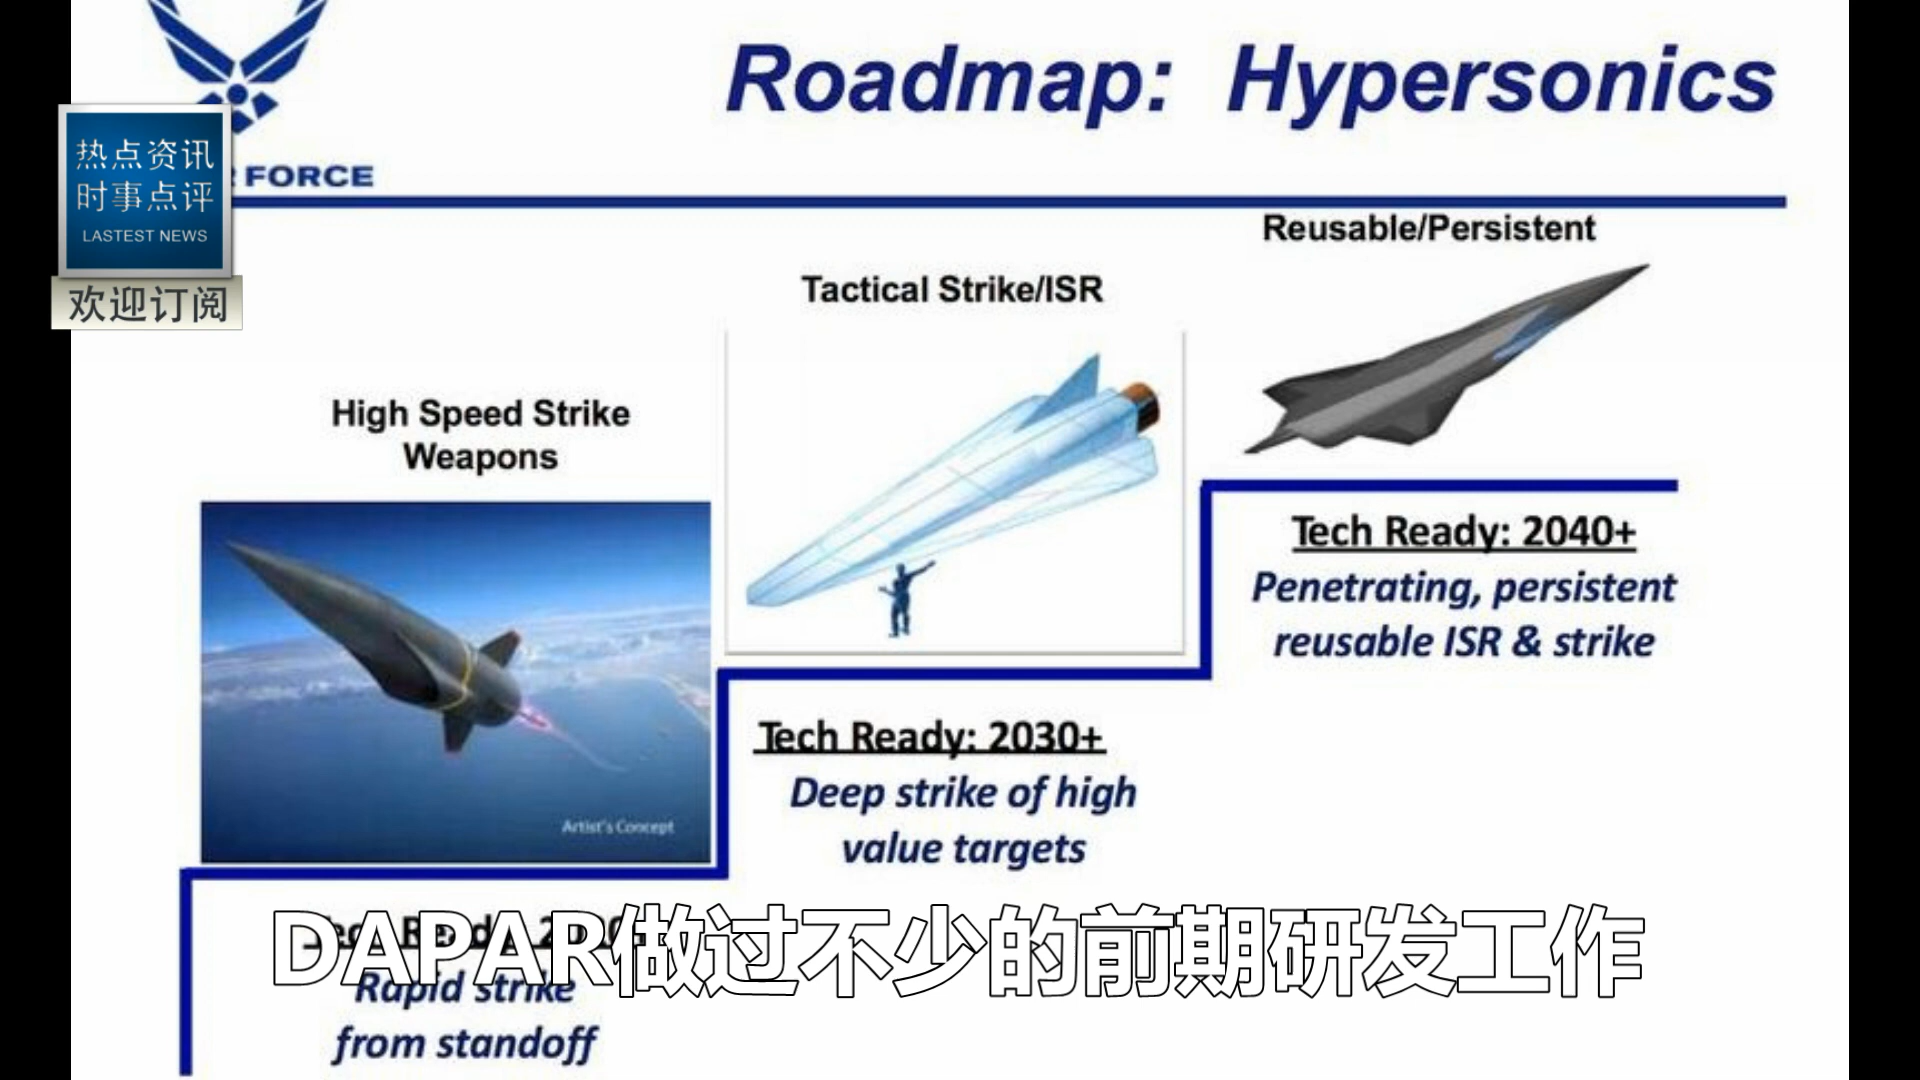 Roadmap: Hypersonics
FORCE
热点资讯
时事点评
LASTEST NEWS
欢迎订阅
Reusable/Persistent
Tactical Strike/ISR
High Speed Strike
Weapons
Artist's Concept
Tech Ready: 2040+
Penetrating, persistent
reusable ISR & strike
Tech Ready: 2030+
Deep strike of high
value targets
DAPAR做过不少的前期研发工作
Rapid strike
from standoff